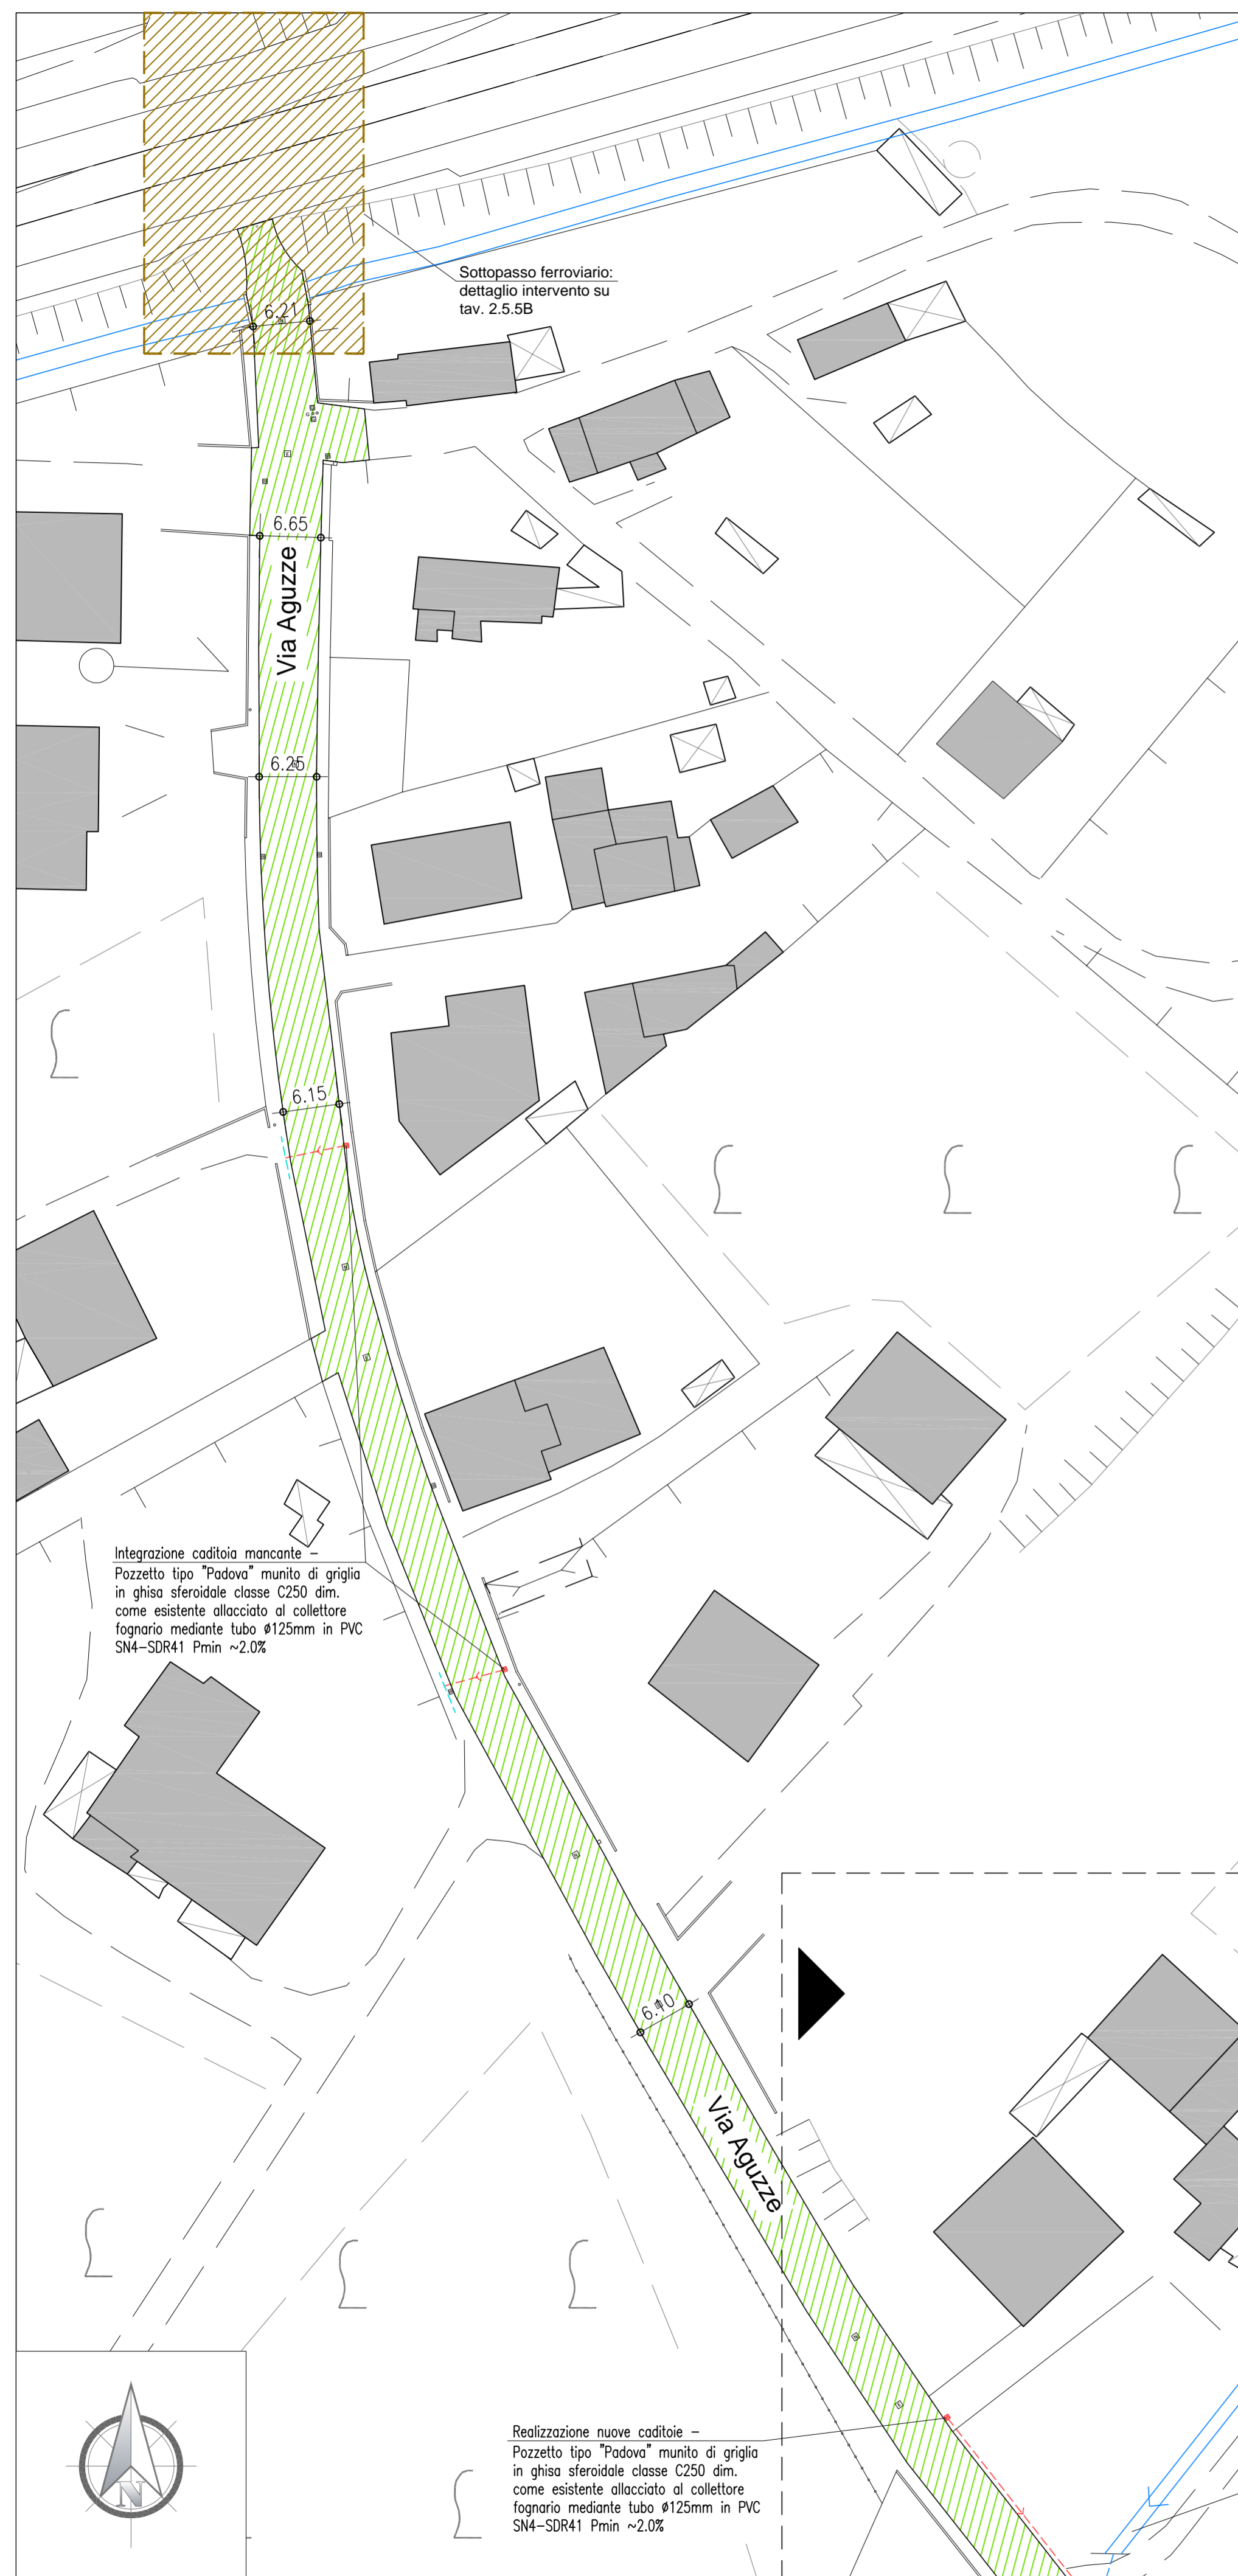 Sottopasso ferroviario:
dettaglio intervento su
tav. 2.5.5B
6.21
6.65
Via Aguzze
6.25
6.15
Integrazione caditoia mancante –
Pozzetto tipo "Padova" munito di griglia
in ghisa sferoidale classe C250 dim.
come esistente allacciato al collettore
fognario mediante tubo ø125mm in PVC
SN4–SDR41 Pmin ~2.0%
6.10
Via Aguzze
Realizzazione nuove caditoie –
Pozzetto tipo "Padova" munito di griglia
in ghisa sferoidale classe C250 dim.
come esistente allacciato al collettore
fognario mediante tubo ø125mm in PVC
SN4–SDR41 Pmin ~2.0%
N